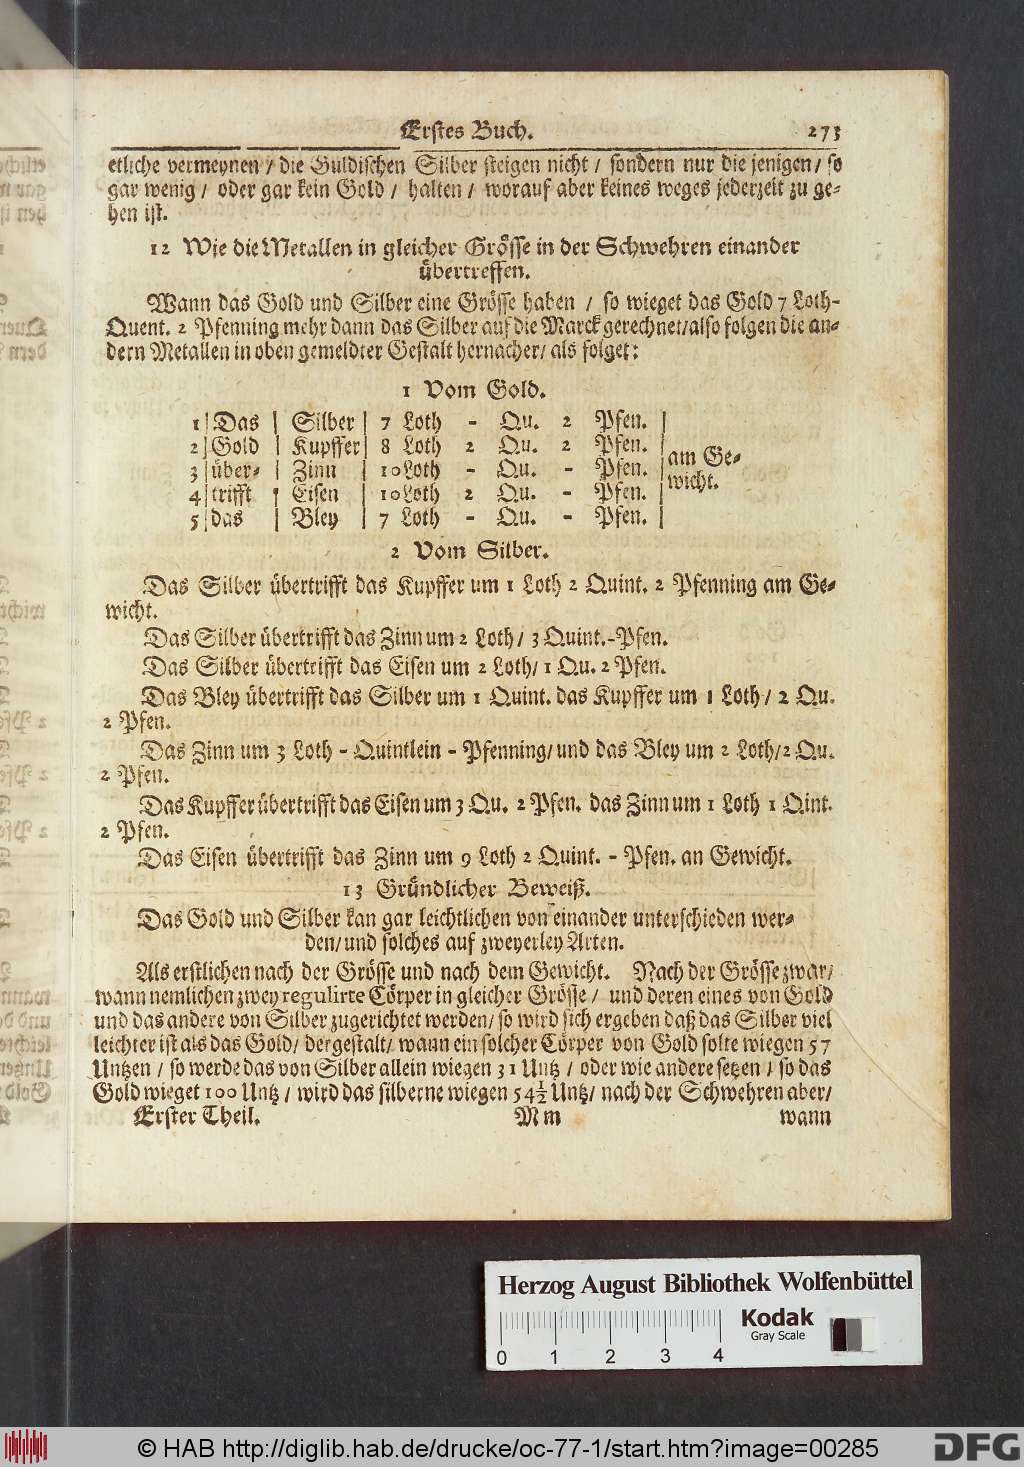 Erstes Buch. 273
etliche vermeynen / die Güldischen Silber steigen nicht / sondern nur die jenigen / so
gar wenig / oder gar kein Gold / halten / worauf aber keines weges jederzeit zu ge-
hen ist.
12 Wie die Metallen in gleicher Grösse in der Schwehren einander
übertreffen.
Wann das Gold und Silber eine Grösse haben / so wieget das Gold 7 Loth-
Quent. 2 Pfenning mehr dann das Silber auf die Marck gerechnet / also folgen die an-
dern Metallen in oben gemeldter Gestalt hernacher / als folget:
1 Vom Gold.
1 | Das | Silber | 7 Loth - Qu. 2 Pfen. |
2 | Gold | Kupffer | 8 Loth 2 Qu. 2 Pfen. |
3 | über- | Zinn | 10 Loth - Qu. - Pfen. | am Ge-
4 | trifft | Eisen | 10 Loth 2 Qu. - Pfen. | wicht.
5 | das | Bley | 7 Loth - Qu. - Pfen. |
2 Vom Silber.
Das Silber übertrifft das Kupffer um 1 Loth 2 Quint. 2 Pfenning am Ge-
wicht.
Das Silber übertrifft das Zinn um 2 Loth / 3 Quint. - Pfen.
Das Silber übertrifft das Eisen um 2 Loth / 1 Qu. 2 Pfen.
Das Bley übertrifft das Silber um 1 Quint. das Kupffer um 1 Loth / 2 Qu.
2 Pfen.
Das Zinn um 3 Loth - Quintlein - Pfenning / und das Bley um 2 Loth / 2 Qu.
2 Pfen.
Das Kupffer übertrifft das Eisen um 3 Qu. 2 Pfen. das Zinn um 1 Loth 1 Qint.
2 Pfen.
Das Eisen übertrifft das Zinn um 9 Loth 2 Quint. - Pfen. an Gewicht.
13 Gründlicher Beweiß.
Das Gold und Silber kan gar leichtlichen von einander unterschieden wer-
den / und solches auf zweyerley Arten.
Als erstlichen nach der Grösse und nach dem Gewicht. Nach der Grösse zwar /
wann nemlichen zwey regulirte Cörper in gleicher Grösse / und deren eines von Gold
und das andere von Silber zugerichtet werden / so wird sich ergeben daß das Silber viel
leichter ist als das Gold / dergestalt / wann ein solcher Cörper von Gold solte wiegen 57
Untzen / so werde das von Silber allein wiegen 31 Untz / oder wie andere setzen / so das
Gold wieget 100 Untz / wird das silberne wiegen 54½ Untz / nach der Schwehren aber /
Erster Theil. M m wann
Herzog August Bibliothek Wolfenbüttel
Kodak
Gray Scale
0 1 2 3 4
© HAB http://diglib.hab.de/drucke/oc-77-1/start.htm?image=00285
DFG